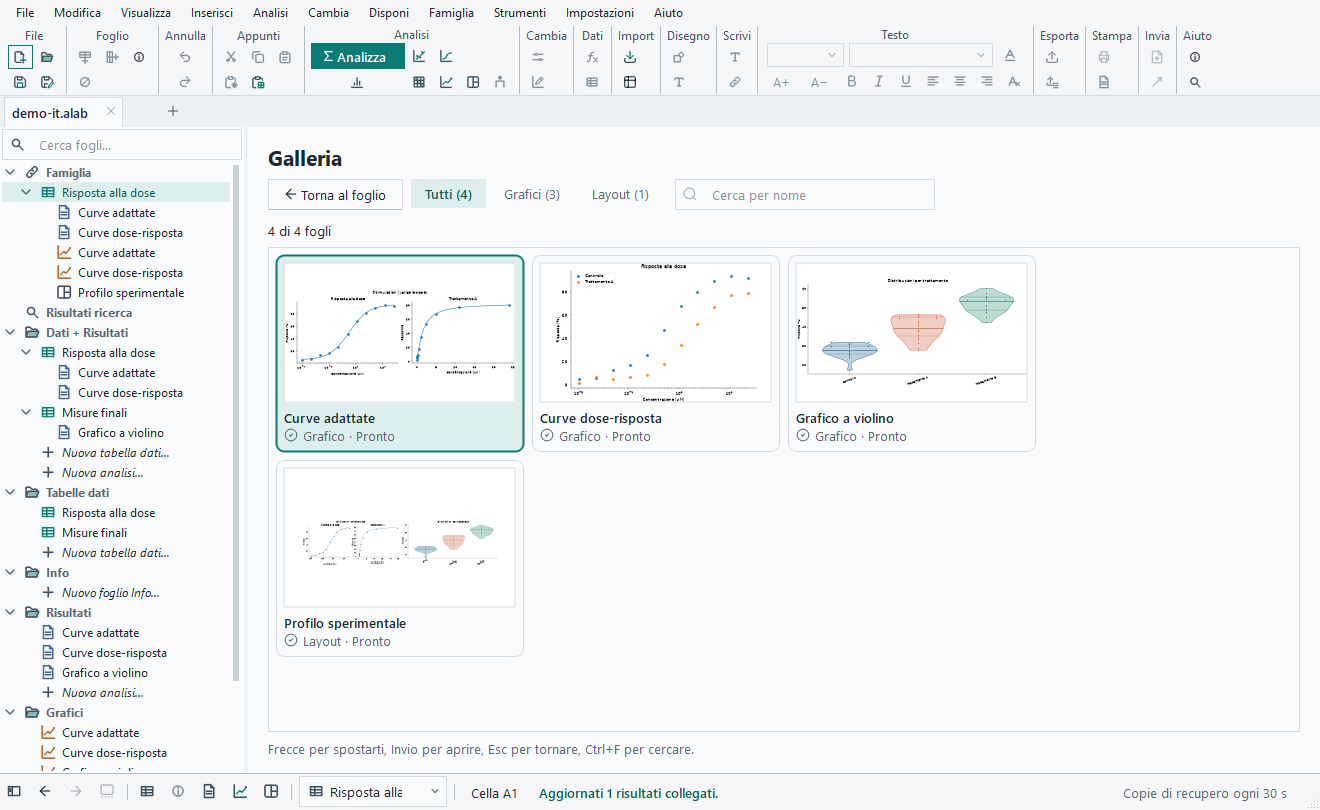 File Modifica Visualizza Inserisci Analisi Cambia Disponi Famiglia Strumenti Impostazioni Aiuto
File Foglio Annulla Appunti Analisi Cambia Dati Import Disegno Scrivi Testo Esporta Stampa Invia Aiuto
Σ Analizza
A+ A− B I U
demo-it.alab
Cerca fogli...
Famiglia
Risposta alla dose
Curve adattate
Curve dose-risposta
Curve adattate
Curve dose-risposta
Profilo sperimentale
Risultati ricerca
Dati + Risultati
Risposta alla dose
Curve adattate
Curve dose-risposta
Misure finali
Grafico a violino
Nuova tabella dati...
Nuova analisi...
Tabelle dati
Risposta alla dose
Misure finali
Nuova tabella dati...
Info
Nuovo foglio Info...
Risultati
Curve adattate
Curve dose-risposta
Grafico a violino
Nuova analisi...
Grafici
Curve adattate
Curve dose-risposta
Galleria
Torna al foglio
Tutti (4)
Grafici (3)
Layout (1)
Cerca per nome
4 di 4 fogli
Risposta alla dose
Trattamento A
Curve adattate
Grafico · Pronto
Risposta alla dose
Controllo
Trattamento A
Curve dose-risposta
Grafico · Pronto
Distribuzioni per trattamento
Grafico a violino
Grafico · Pronto
Profilo sperimentale
Layout · Pronto
Frecce per spostarti, Invio per aprire, Esc per tornare, Ctrl+F per cercare.
Risposta alla
Cella A1
Aggiornati 1 risultati collegati.
Copie di recupero ogni 30 s